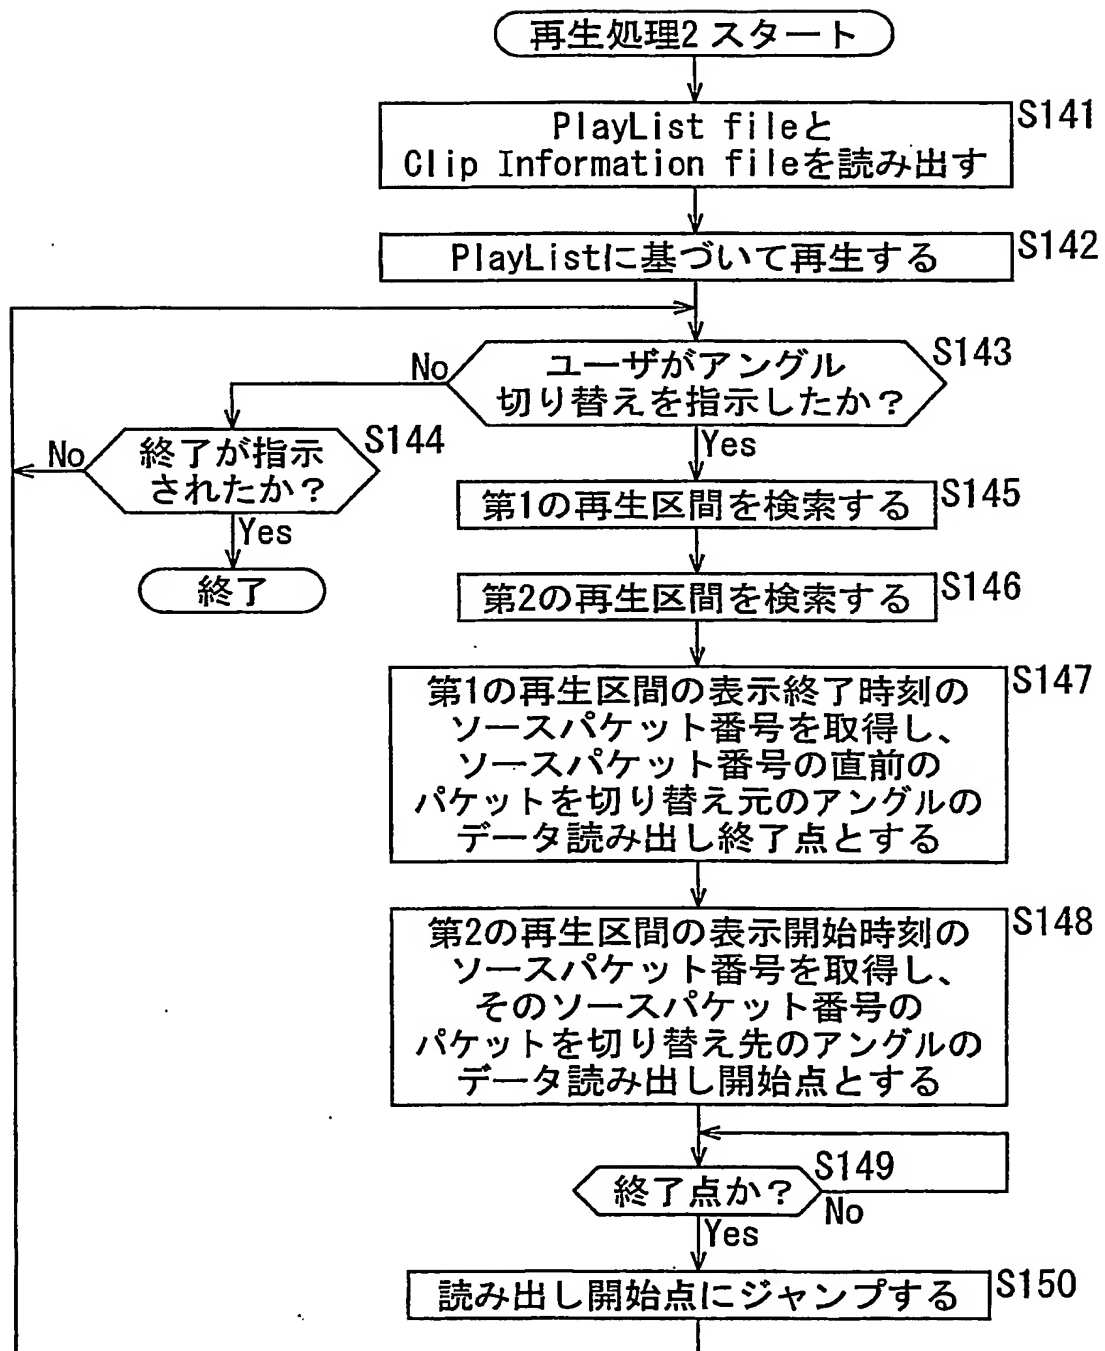 再生処理2 スタート
S141
PlayList fileと
Clip Information fileを読み出す
S142
PlayListに基づいて再生する
S143
ユーザがアングル
切り替えを指示したか?
No
Yes
S144
終了が指示
されたか?
No
Yes
終了
S145
第1の再生区間を検索する
S146
第2の再生区間を検索する
S147
第1の再生区間の表示終了時刻の
ソースパケット番号を取得し、
ソースパケット番号の直前の
パケットを切り替え元のアングルの
データ読み出し終了点とする
S148
第2の再生区間の表示開始時刻の
ソースパケット番号を取得し、
そのソースパケット番号の
パケットを切り替え先のアングルの
データ読み出し開始点とする
S149
終了点か?
No
Yes
S150
読み出し開始点にジャンプする